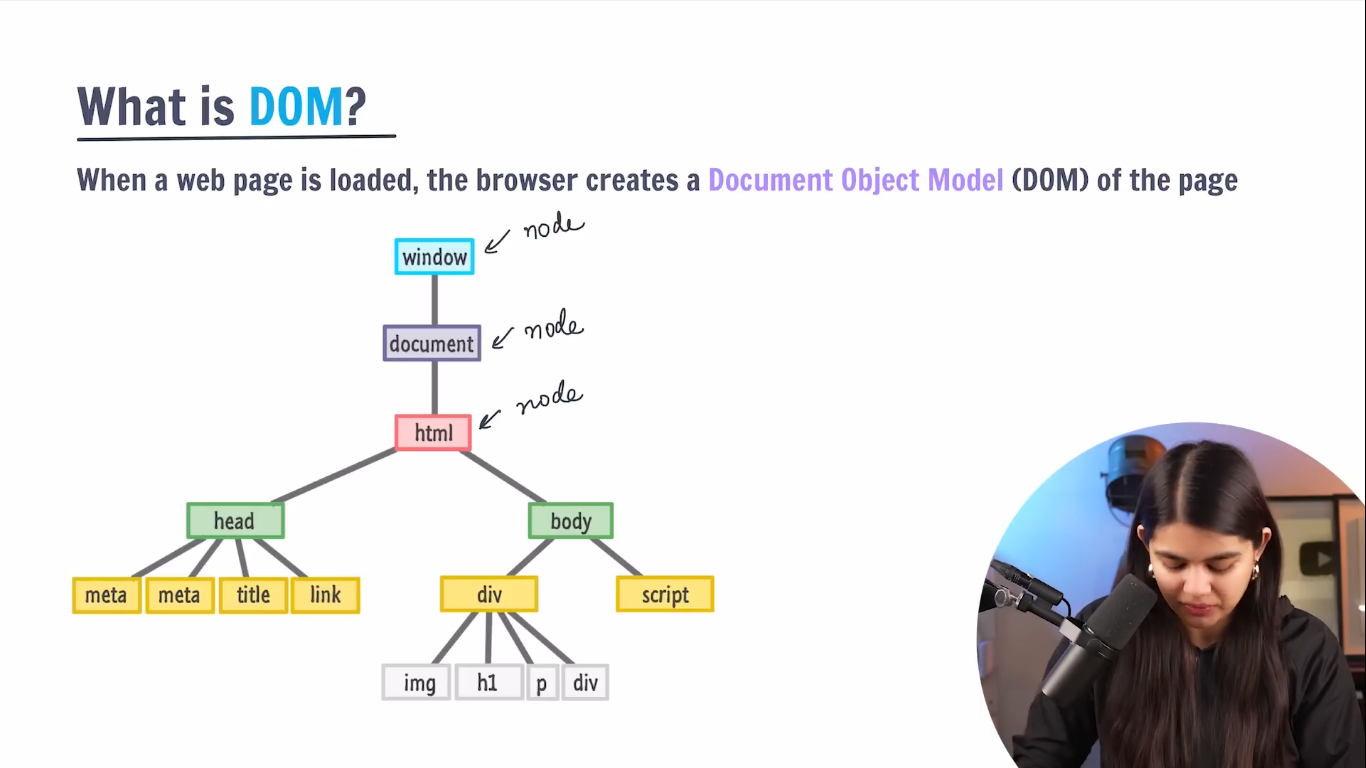 What is DOM?
When a web page is loaded, the browser creates a Document Object Model (DOM) of the page
node
window
node
document
node
html
head
body
meta meta title link
div
script
img h1 p div